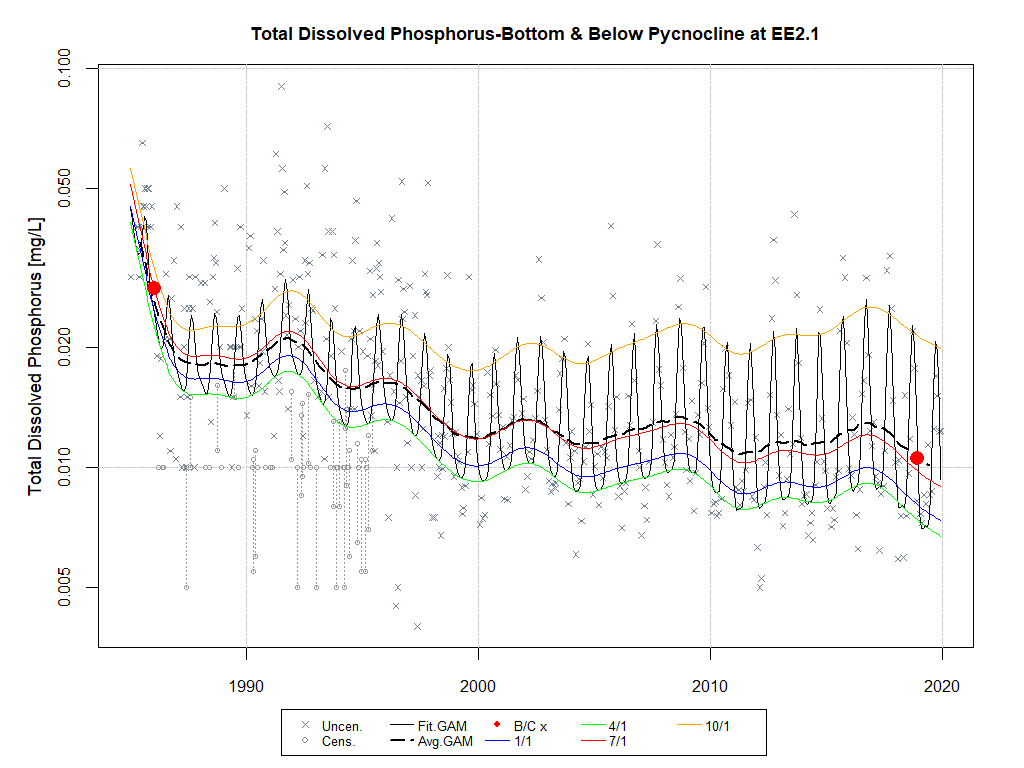 Total Dissolved Phosphorus-Bottom & Below Pycnocline at EE2.1
Total Dissolved Phosphorus [mg/L]
0.100
0.050
0.020
0.010
0.005
1990 2000 2010 2020
Uncen. Fit.GAM B/C x 4/1 10/1
Cens. Avg.GAM 1/1 7/1